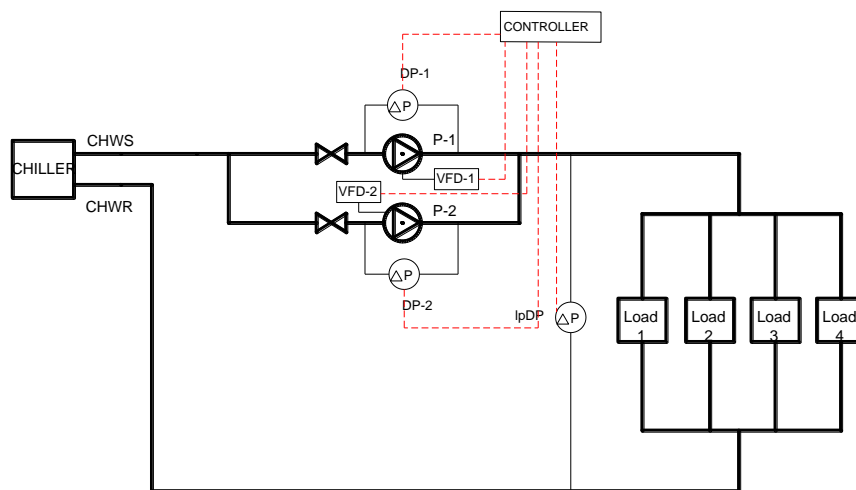 CONTROLLER
DP-1
△P
CHWS
P-1
CHILLER
VFD-1
VFD-2
CHWR
P-2
△P
DP-2
lpDP
△P
Load
1
Load
2
Load
3
Load
4